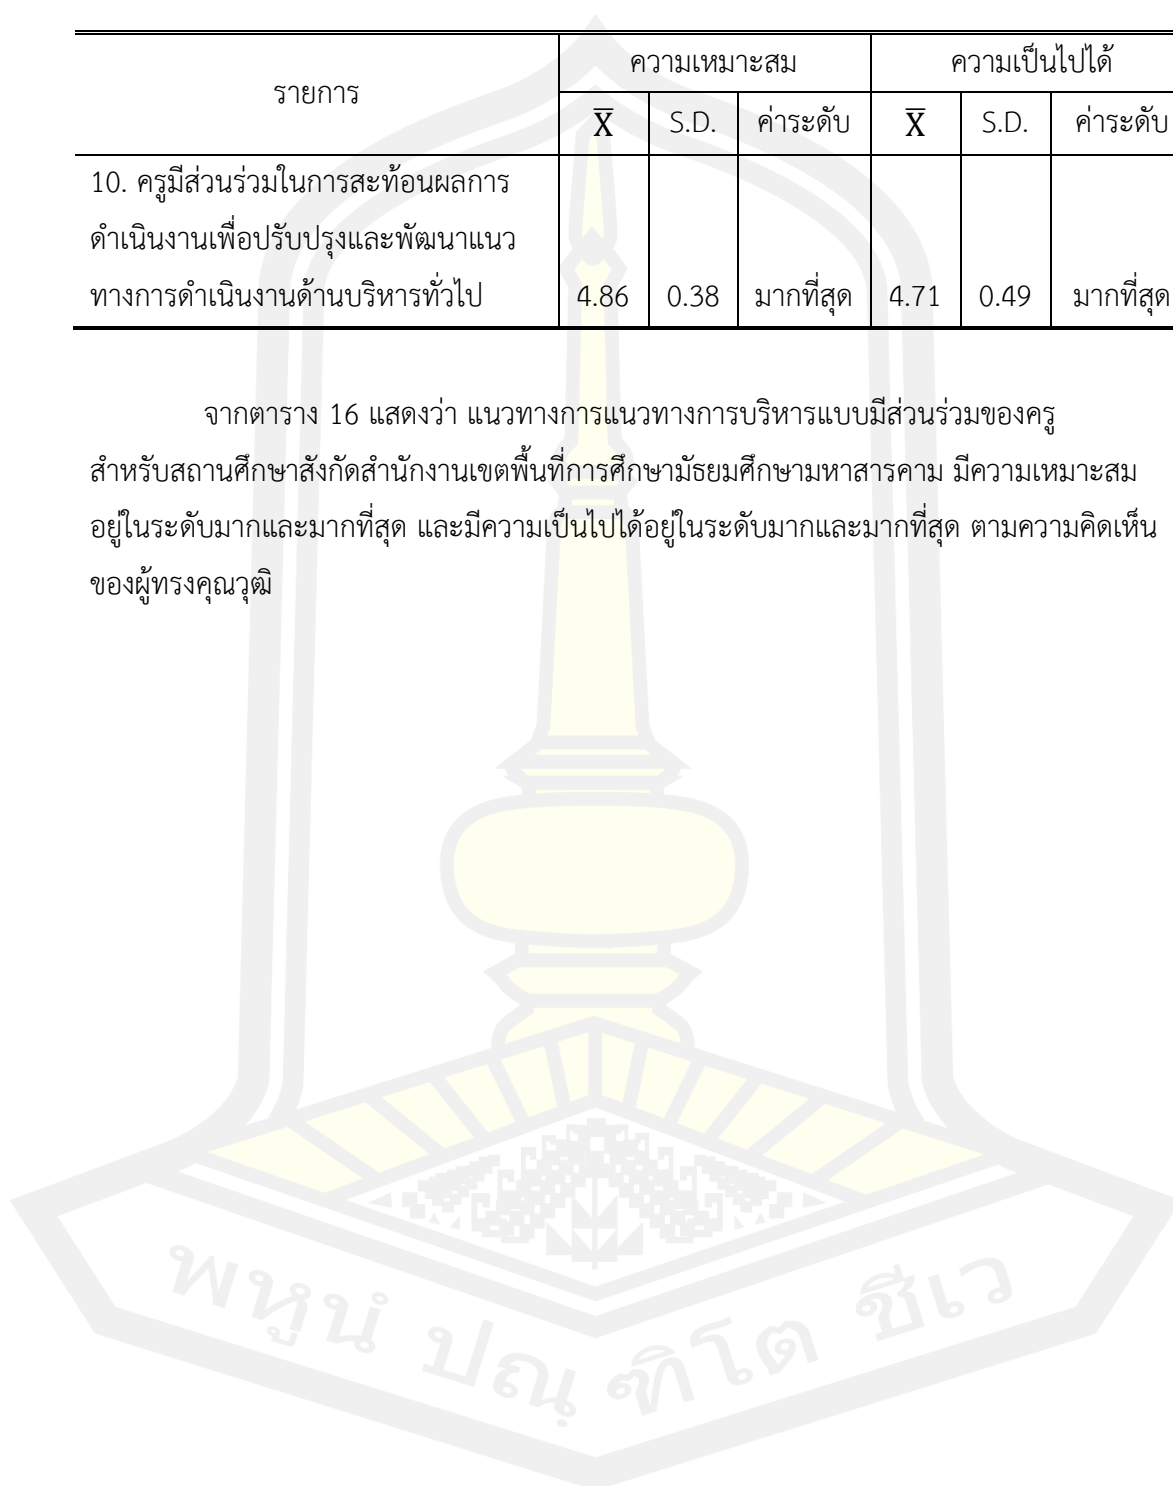 รายการ ความเหมาะสม ความเป็นไปได้
X̅ S.D. ค่าระดับ X̅ S.D. ค่าระดับ
10. ครูมีส่วนร่วมในการสะท้อนผลการ
ดำเนินงานเพื่อปรับปรุงและพัฒนาแนว
ทางการดำเนินงานด้านบริหารทั่วไป 4.86 0.38 มากที่สุด 4.71 0.49 มากที่สุด
จากตาราง 16 แสดงว่า แนวทางการแนวทางการบริหารแบบมีส่วนร่วมของครู
สำหรับสถานศึกษาสังกัดสำนักงานเขตพื้นที่การศึกษามัธยมศึกษามหาสารคาม มีความเหมาะสม
อยู่ในระดับมากและมากที่สุด และมีความเป็นไปได้อยู่ในระดับมากและมากที่สุด ตามความคิดเห็น
ของผู้ทรงคุณวุฒิ
พหูนํ ปณฺฑิโต ชีเว